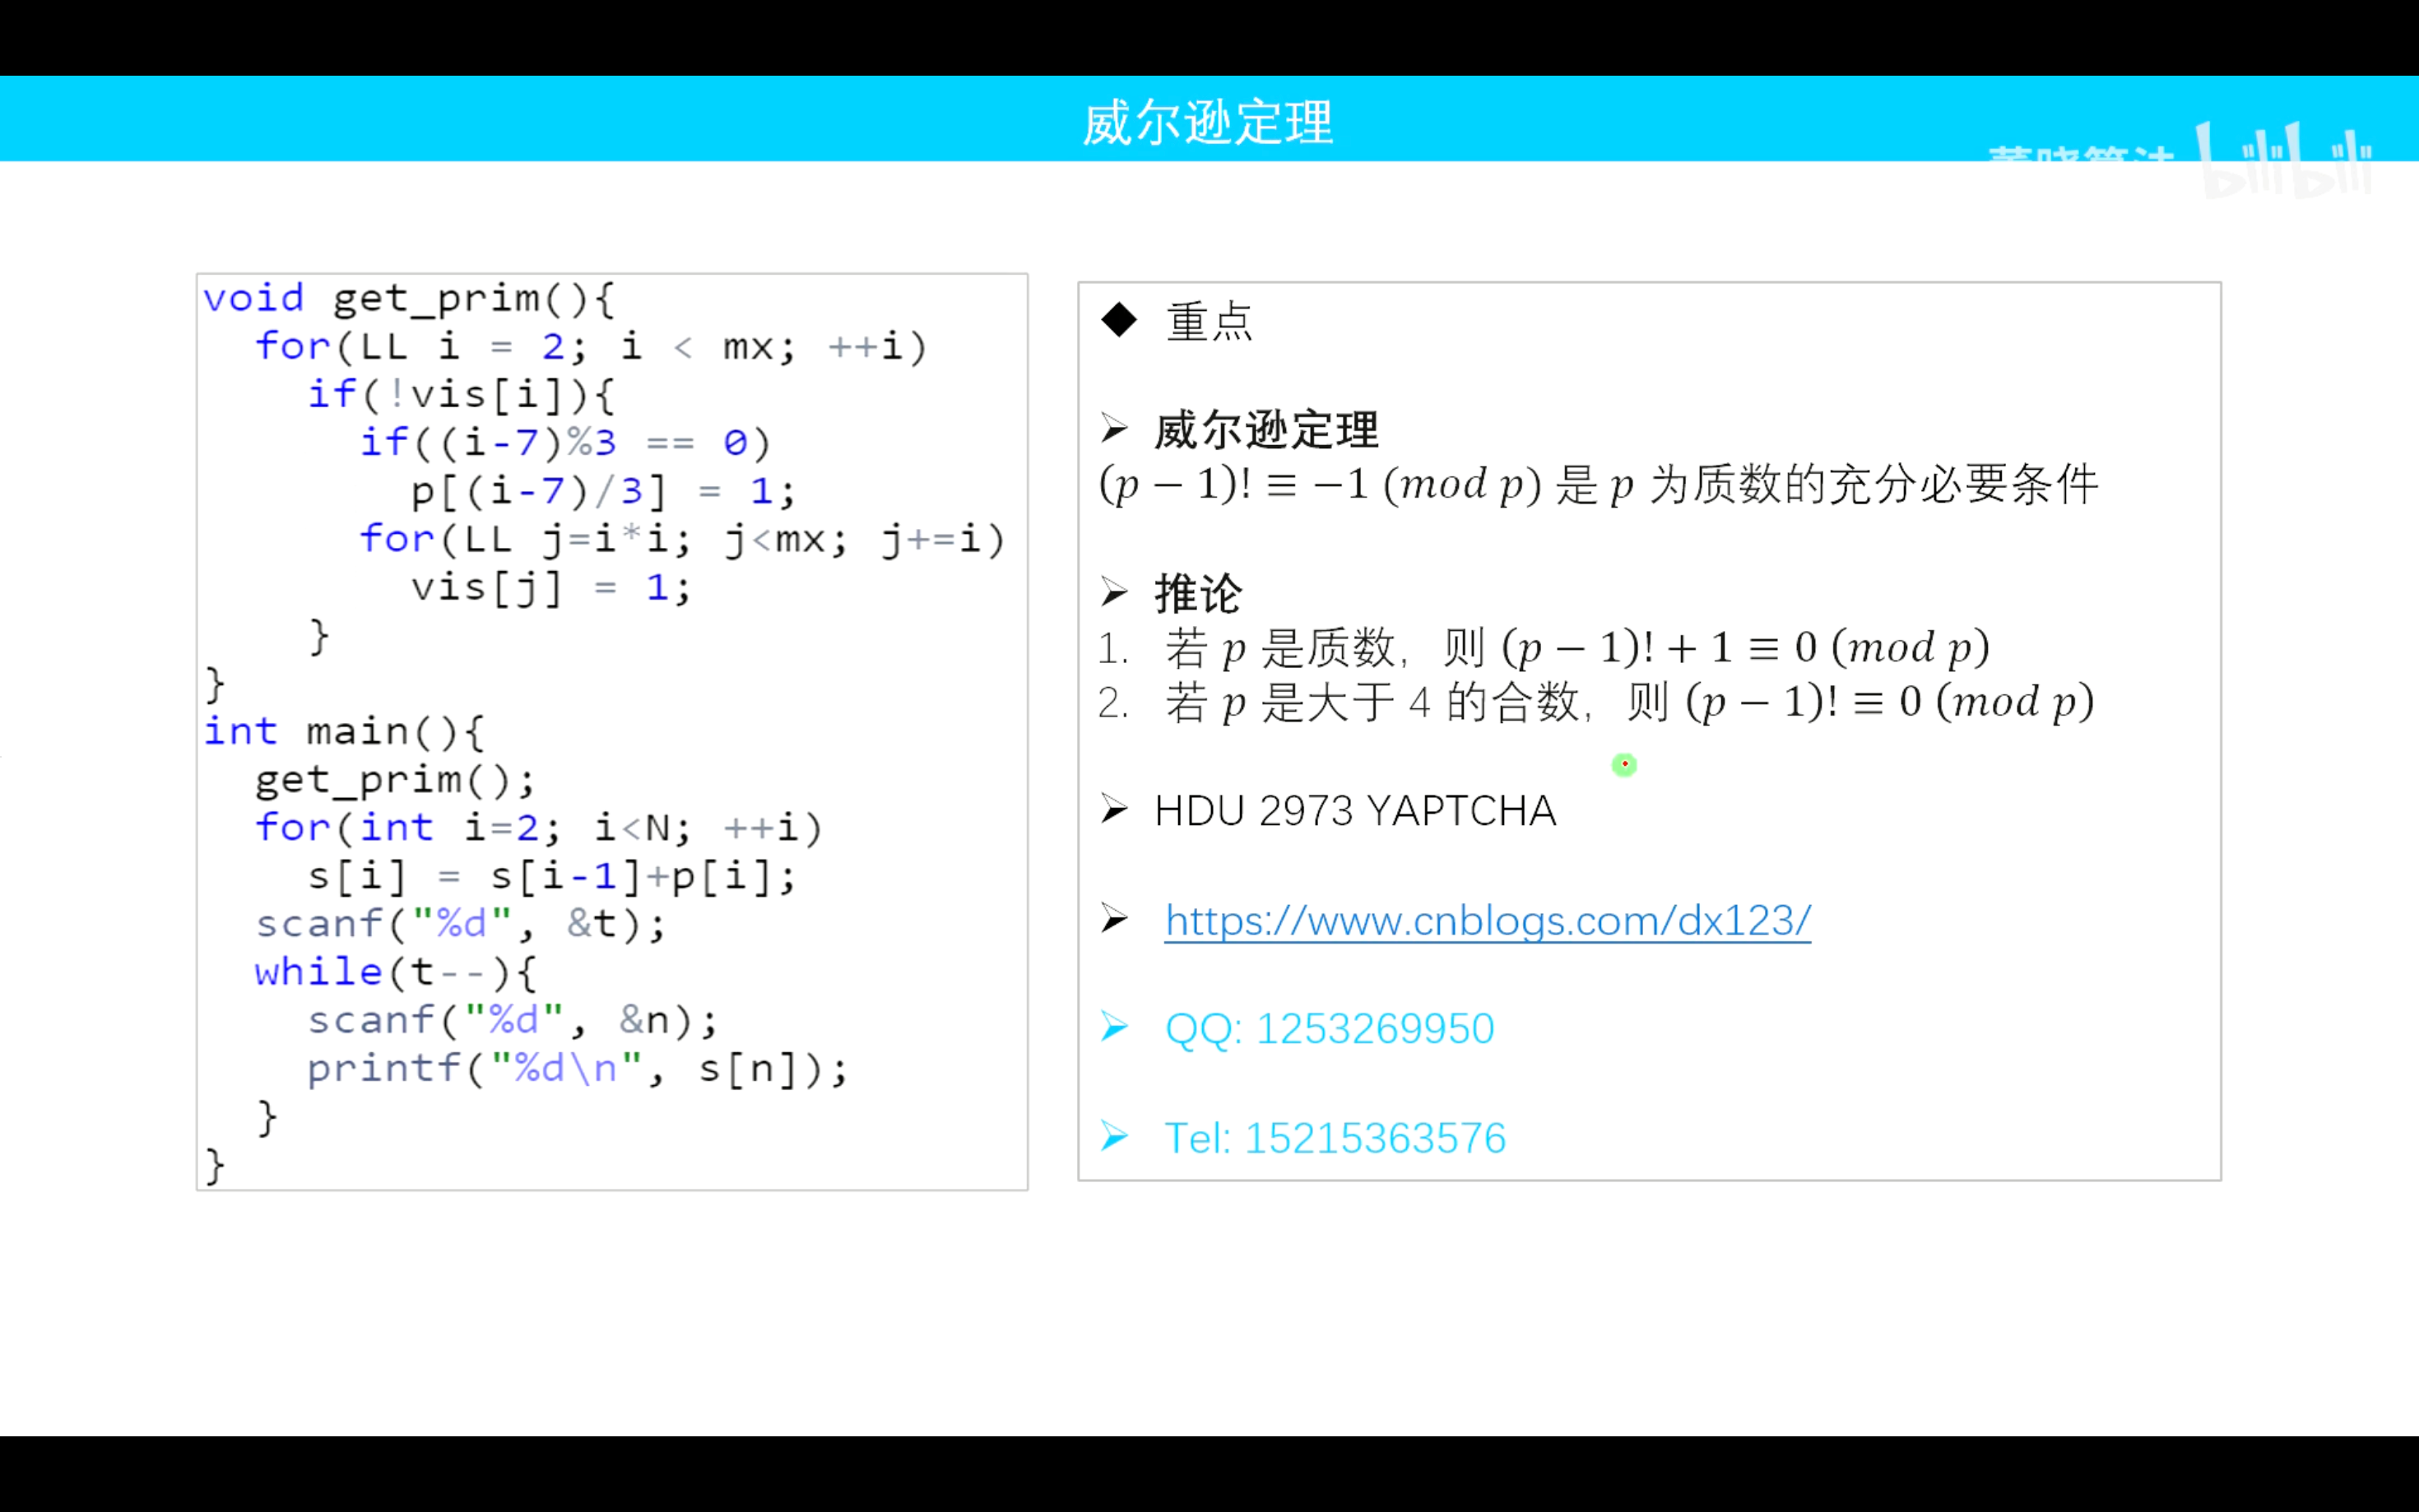 威尔逊定理
bilibili
void get_prim(){
for(LL i = 2; i < mx; ++i)
if(!vis[i]){
if((i-7)%3 == 0)
p[(i-7)/3] = 1;
for(LL j=i*i; j<mx; j+=i)
vis[j] = 1;
}
}
int main(){
get_prim();
for(int i=2; i<N; ++i)
s[i] = s[i-1]+p[i];
scanf("%d", &t);
while(t--){
scanf("%d", &n);
printf("%d\n", s[n]);
}
}
◆ 重点
➢ 威尔逊定理
(p − 1)! ≡ −1 (mod p) 是 p 为质数的充分必要条件
➢ 推论
1. 若 p 是质数，则 (p − 1)! + 1 ≡ 0 (mod p)
2. 若 p 是大于 4 的合数，则 (p − 1)! ≡ 0 (mod p)
➢ HDU 2973 YAPTCHA
➢ https://www.cnblogs.com/dx123/
➢ QQ: 1253269950
➢ Tel: 15215363576